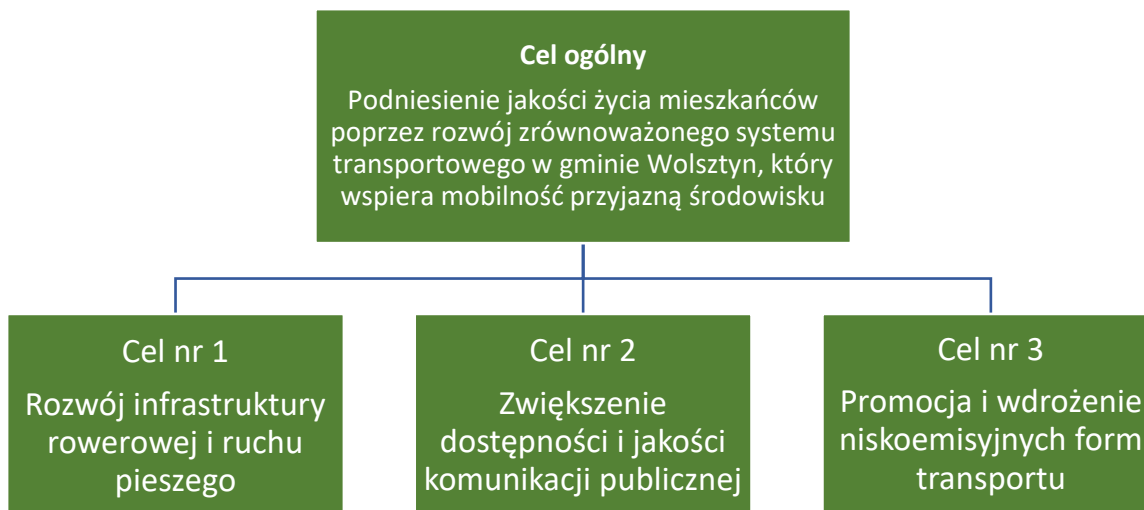 Cel ogólny
Podniesienie jakości życia mieszkańców
poprzez rozwój zrównoważonego systemu
transportowego w gminie Wolsztyn, który
wspiera mobilność przyjazną środowisku
Cel nr 1
Rozwój infrastruktury
rowerowej i ruchu
pieszego
Cel nr 2
Zwiększenie
dostępności i jakości
komunikacji publicznej
Cel nr 3
Promocja i wdrożenie
niskoemisyjnych form
transportu